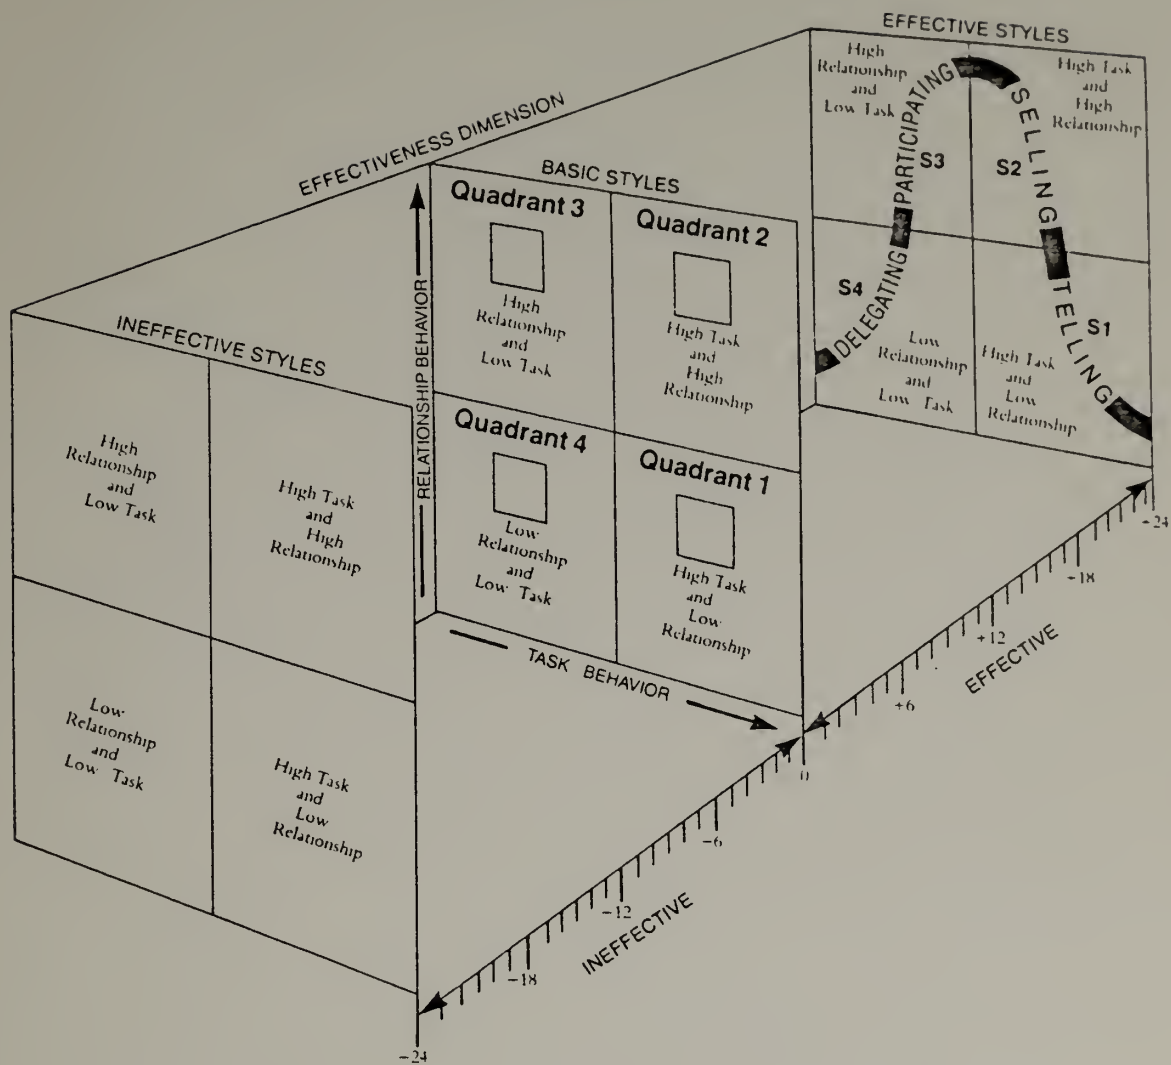 EFFECTIVE STYLES
High
Relationship
and
Low Task
High Task
and
High
Relationship
PARTICIPATING
SELLING
S3
S2
DELEGATING
TELLING
S4
S1
Low
Relationship
and
Low Task
High Task
and
Low
Relationship
EFFECTIVENESS DIMENSION
BASIC STYLES
Quadrant 3
High
Relationship
and
Low Task
Quadrant 2
High Task
and
High
Relationship
Quadrant 4
Low
Relationship
and
Low Task
Quadrant 1
High Task
and
Low
Relationship
RELATIONSHIP BEHAVIOR
TASK BEHAVIOR
INEFFECTIVE STYLES
High
Relationship
and
Low Task
High Task
and
High
Relationship
Low
Relationship
and
Low Task
High Task
and
Low
Relationship
+24
+18
+12
+6
EFFECTIVE
0
-6
-12
-18
-24
INEFFECTIVE